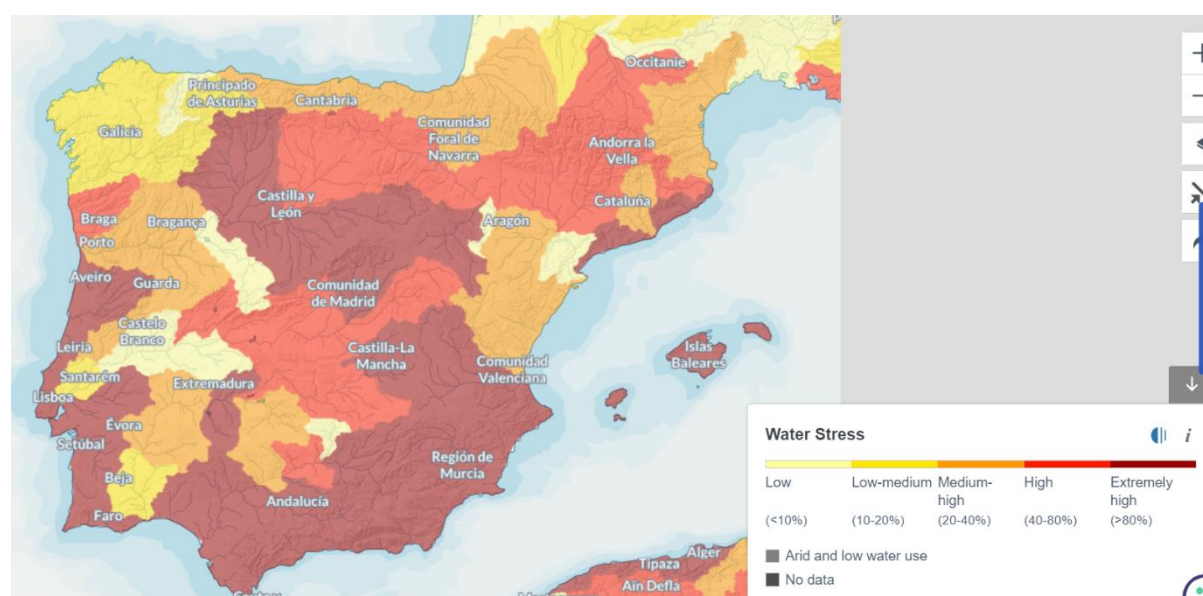 Occitanie
Principado
de Asturias
Cantabria
Galicia
Comunidad
Foral de
Navarra
Andorra la
Vella
Castilla y
León
Cataluña
Braga
Bragança
Aragón
Porto
Aveiro
Guarda
Comunidad
de Madrid
Castelo
Branco
Leiria
Castilla-La
Mancha
Islas
Baleares
Comunidad
Valenciana
Santarém
Extremadura
Lisboa
Évora
Setúbal
Región de
Murcia
Beja
Andalucía
Faro
Alger
Tipaza
Aïn Defla
Water Stress
i
Low
Low-medium
Medium-
high
High
Extremely
high
(<10%)
(10-20%)
(20-40%)
(40-80%)
(>80%)
Arid and low water use
No data